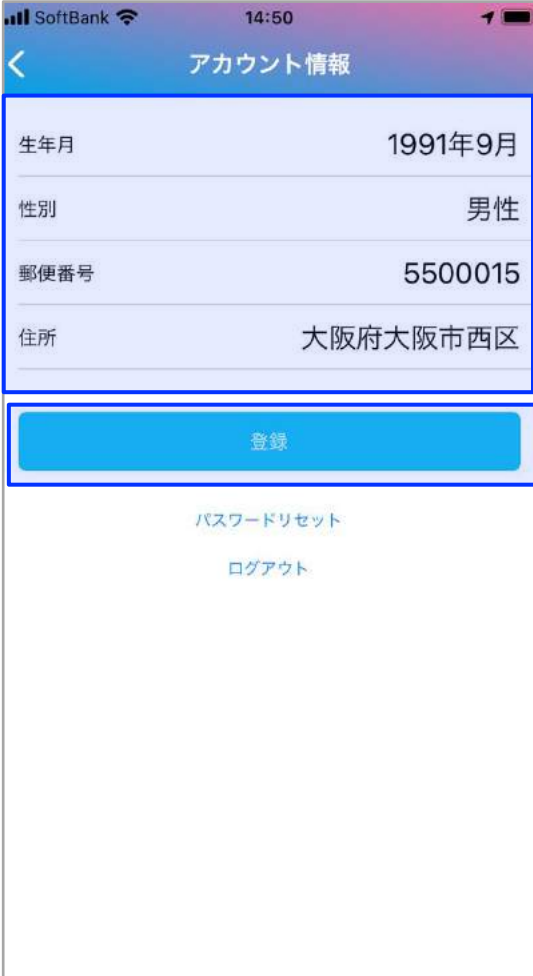 SoftBank 14:50
アカウント情報
生年月 1991年9月
性別 男性
郵便番号 5500015
住所 大阪府大阪市西区
登録
パスワードリセット
ログアウト